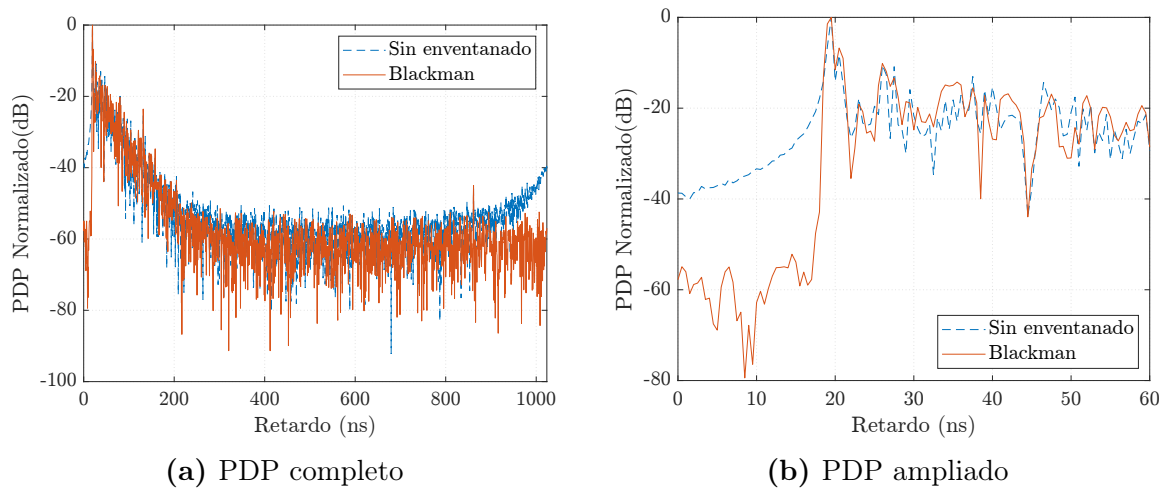 0
-20
-40
-60
-80
-100
PDP Normalizado(dB)
0 200 400 600 800 1000
Retardo (ns)
Sin enventanado
Blackman
(a) PDP completo
0
-20
-40
-60
-80
PDP Normalizado(dB)
0 10 20 30 40 50 60
Retardo (ns)
Sin enventanado
Blackman
(b) PDP ampliado